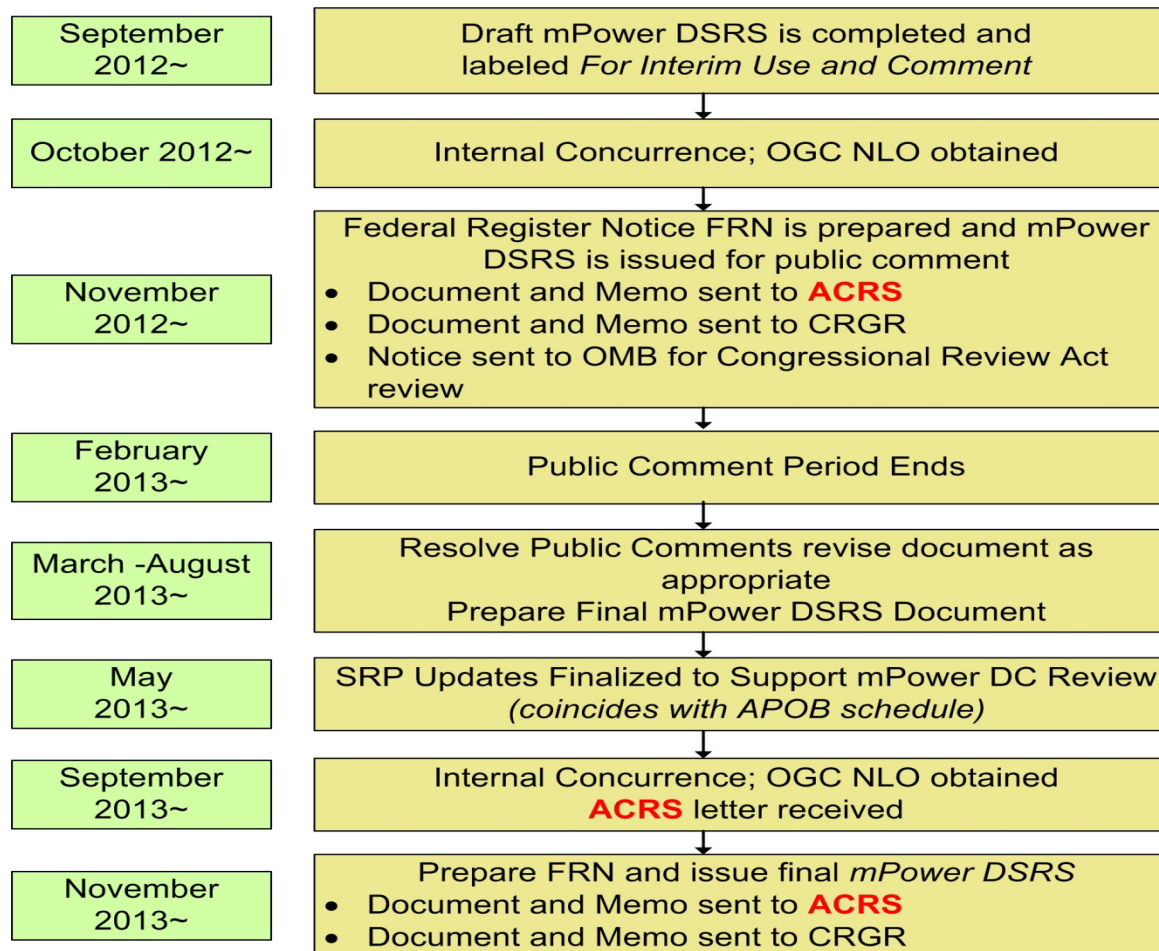 September
2012~
Draft mPower DSRS is completed and
labeled For Interim Use and Comment
October 2012~
Internal Concurrence; OGC NLO obtained
November
2012~
Federal Register Notice FRN is prepared and mPower
DSRS is issued for public comment
• Document and Memo sent to ACRS
• Document and Memo sent to CRGR
• Notice sent to OMB for Congressional Review Act
review
February
2013~
Public Comment Period Ends
March -August
2013~
Resolve Public Comments revise document as
appropriate
Prepare Final mPower DSRS Document
May
2013~
SRP Updates Finalized to Support mPower DC Review
(coincides with APOB schedule)
September
2013~
Internal Concurrence; OGC NLO obtained
ACRS letter received
November
2013~
Prepare FRN and issue final mPower DSRS
• Document and Memo sent to ACRS
• Document and Memo sent to CRGR